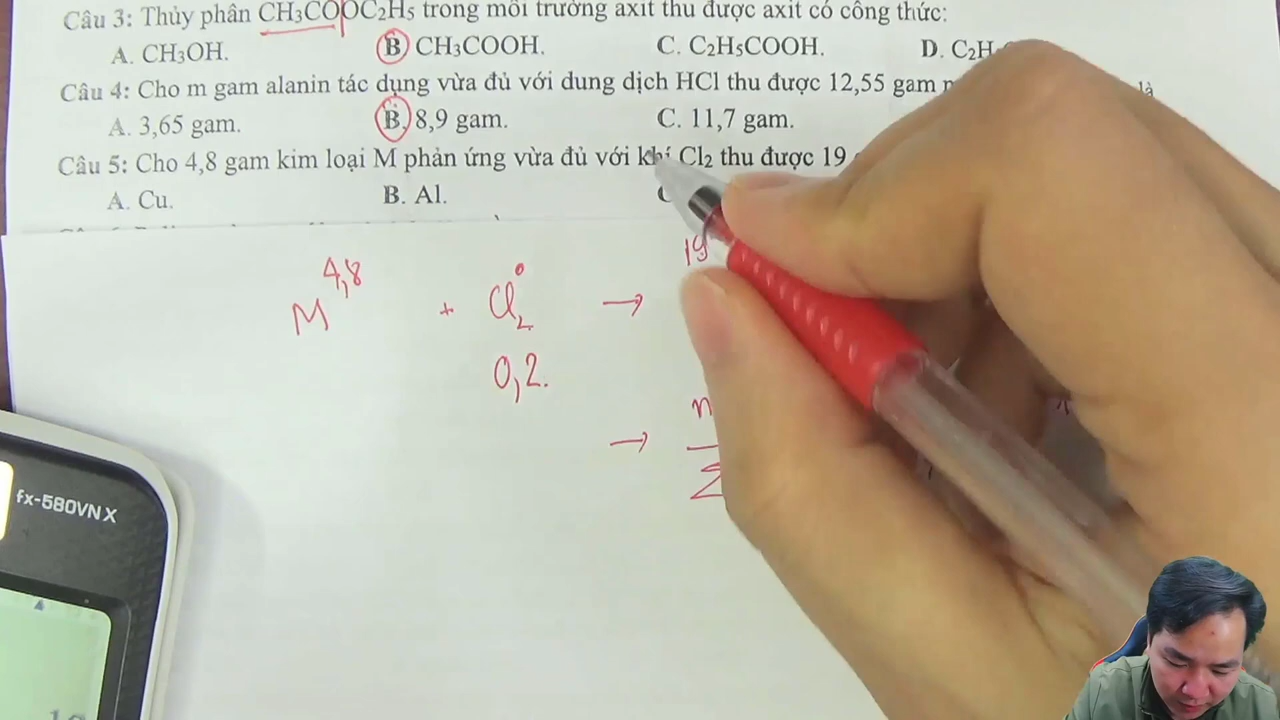 Câu 3: Thủy phân CH3COOC2H5 trong môi trường axit thu được axit có công thức:
A. CH3OH. B CH3COOH. C. C2H5COOH. D. C2H
Câu 4: Cho m gam alanin tác dụng vừa đủ với dung dịch HCl thu được 12,55 gam là
A. 3,65 gam. B. 8,9 gam. C. 11,7 gam.
Câu 5: Cho 4,8 gam kim loại M phản ứng vừa đủ với khí Cl2 thu được 19
A. Cu. B. Al.
4,8 19
M + Cl2 →
0,2.
→ n
fx-580VN X